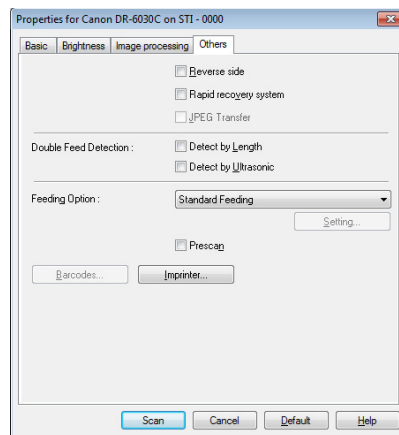 Properties for Canon DR-6030C on STI - 0000
Basic Brightness Image processing Others
Reverse side
Rapid recovery system
JPEG Transfer
Double Feed Detection : Detect by Length
Detect by Ultrasonic
Feeding Option : Standard Feeding
Setting...
Prescan
Barcodes... Imprinter...
Scan Cancel Default Help